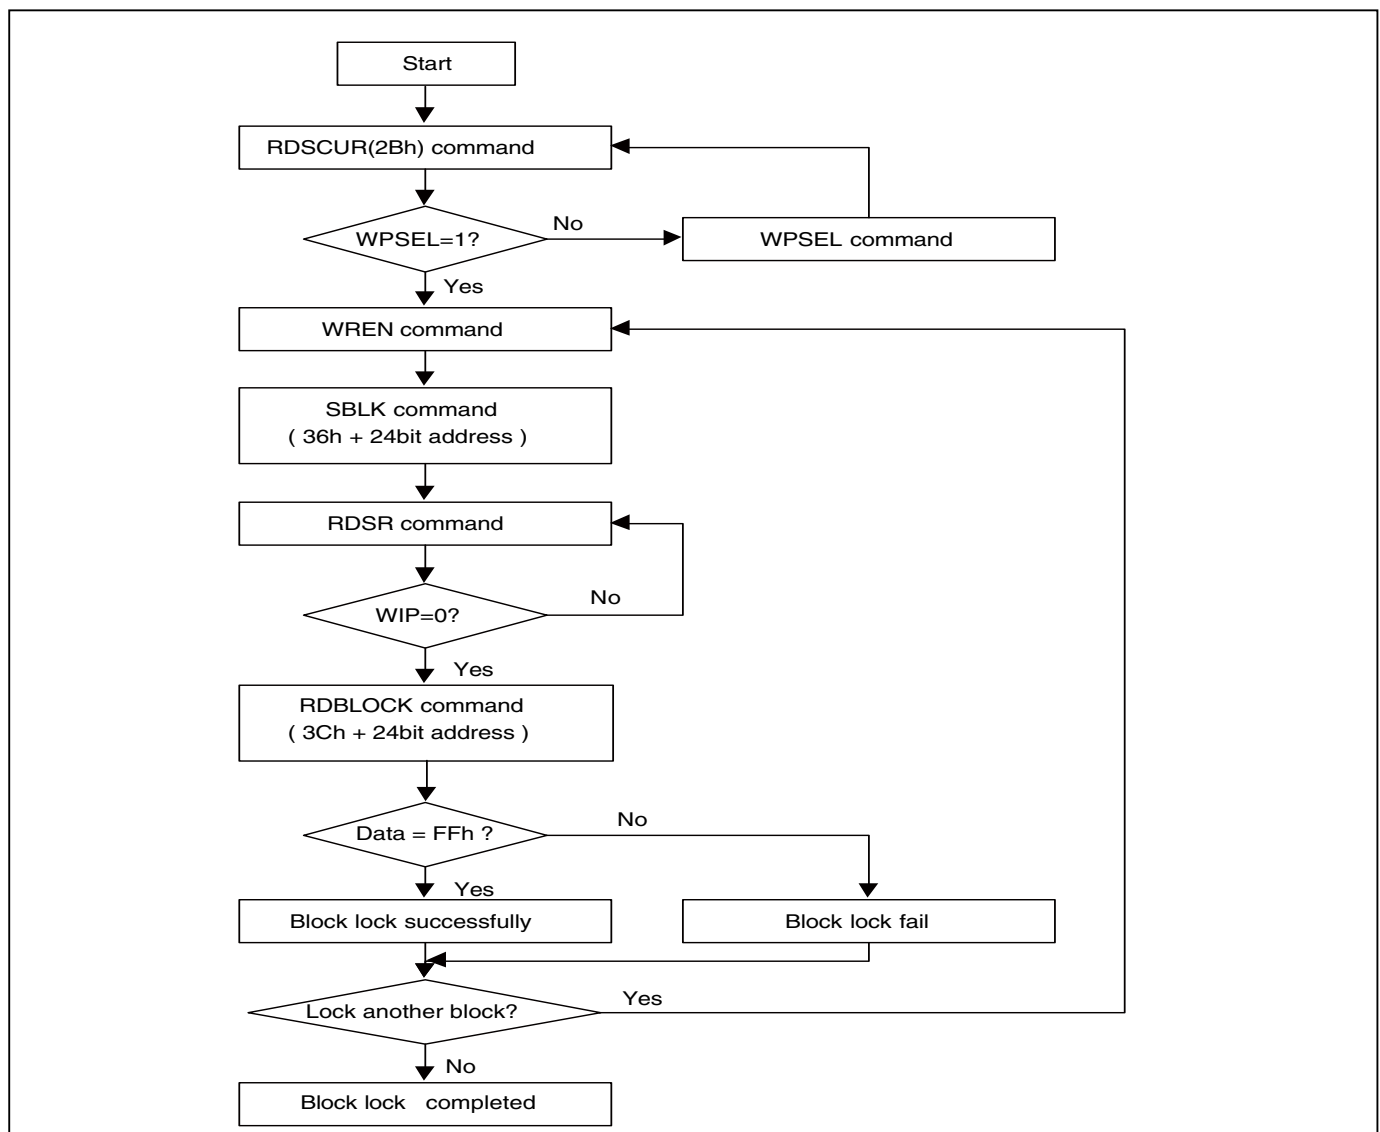 Start
RDSCUR(2Bh) command
WPSEL=1?
No
WPSEL command
Yes
WREN command
SBLK command
( 36h + 24bit address )
RDSR command
WIP=0?
No
Yes
RDBLOCK command
( 3Ch + 24bit address )
Data = FFh ?
No
Yes
Block lock successfully
Block lock fail
Lock another block?
Yes
No
Block lock completed